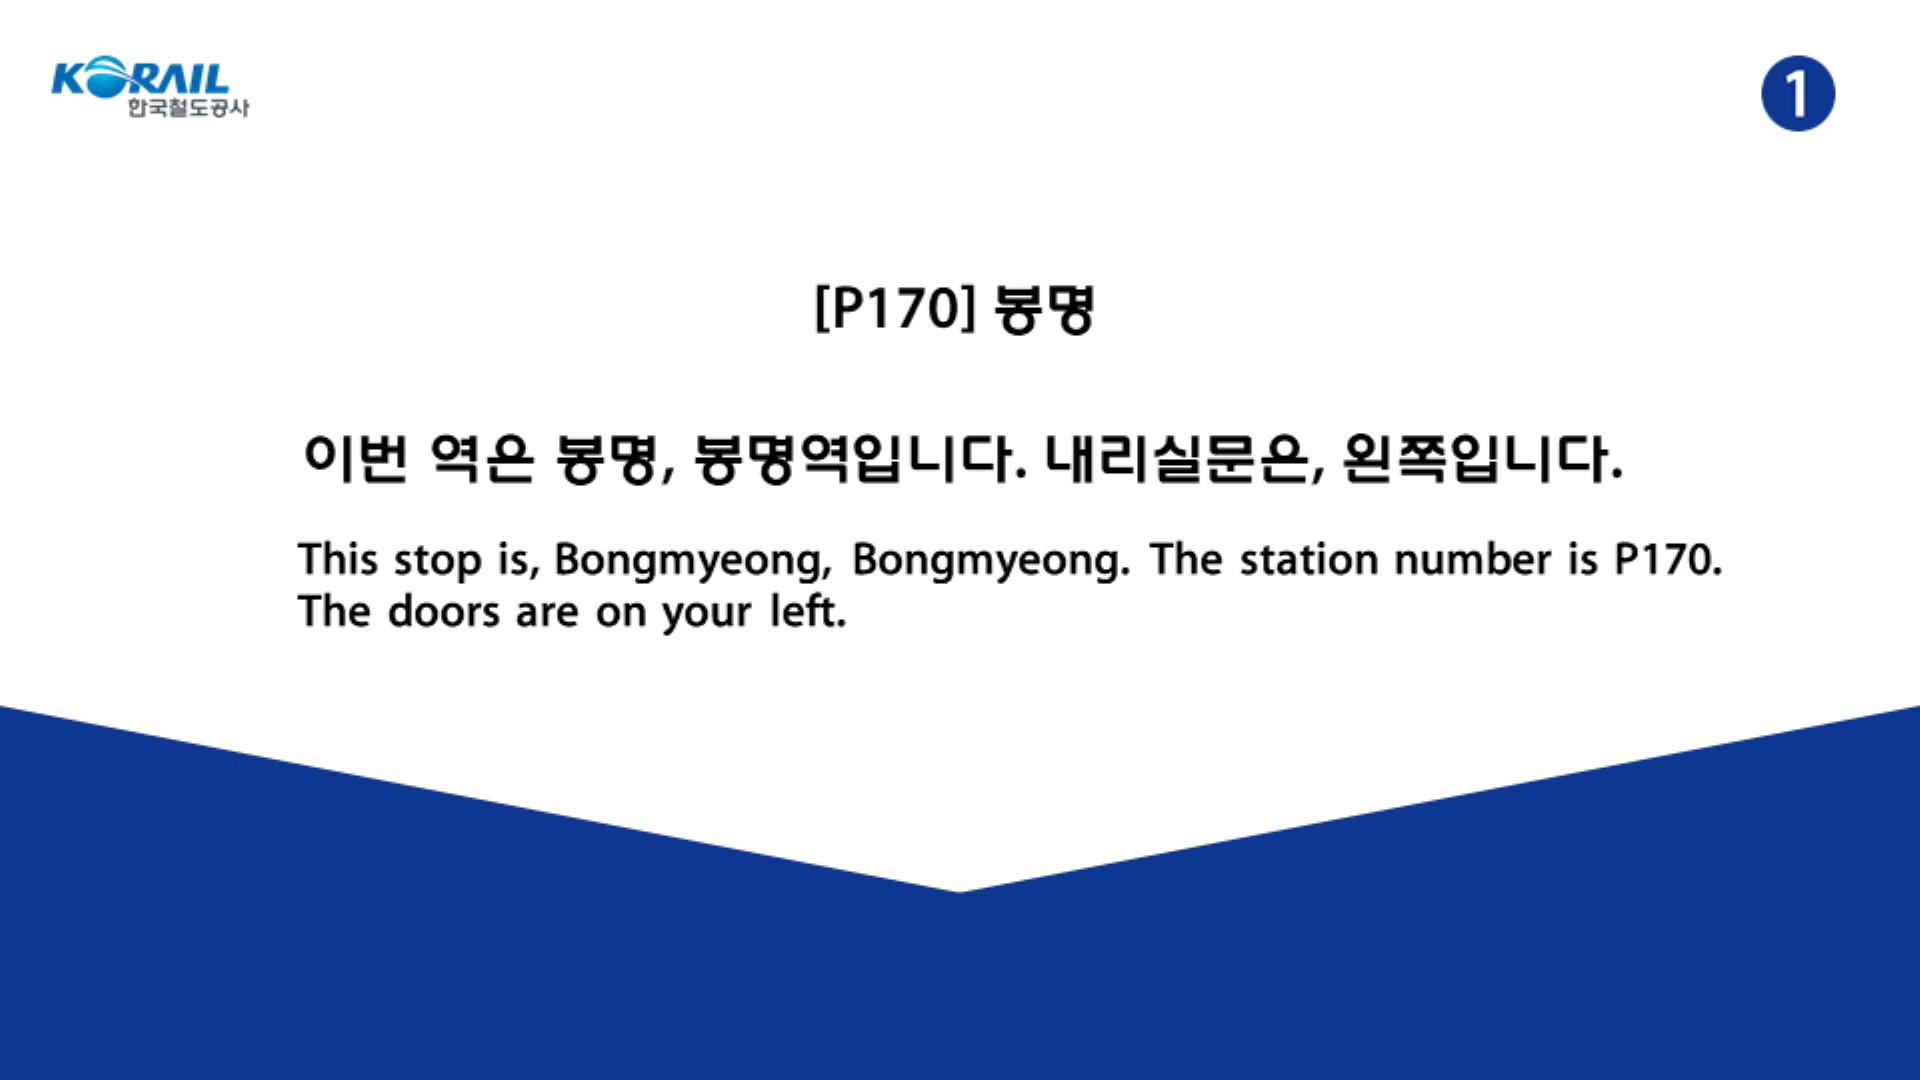 KORAIL
한국철도공사
1
[P170] 봉명
이번 역은 봉명, 봉명역입니다. 내리실문은, 왼쪽입니다.
This stop is, Bongmyeong, Bongmyeong. The station number is P170.
The doors are on your left.